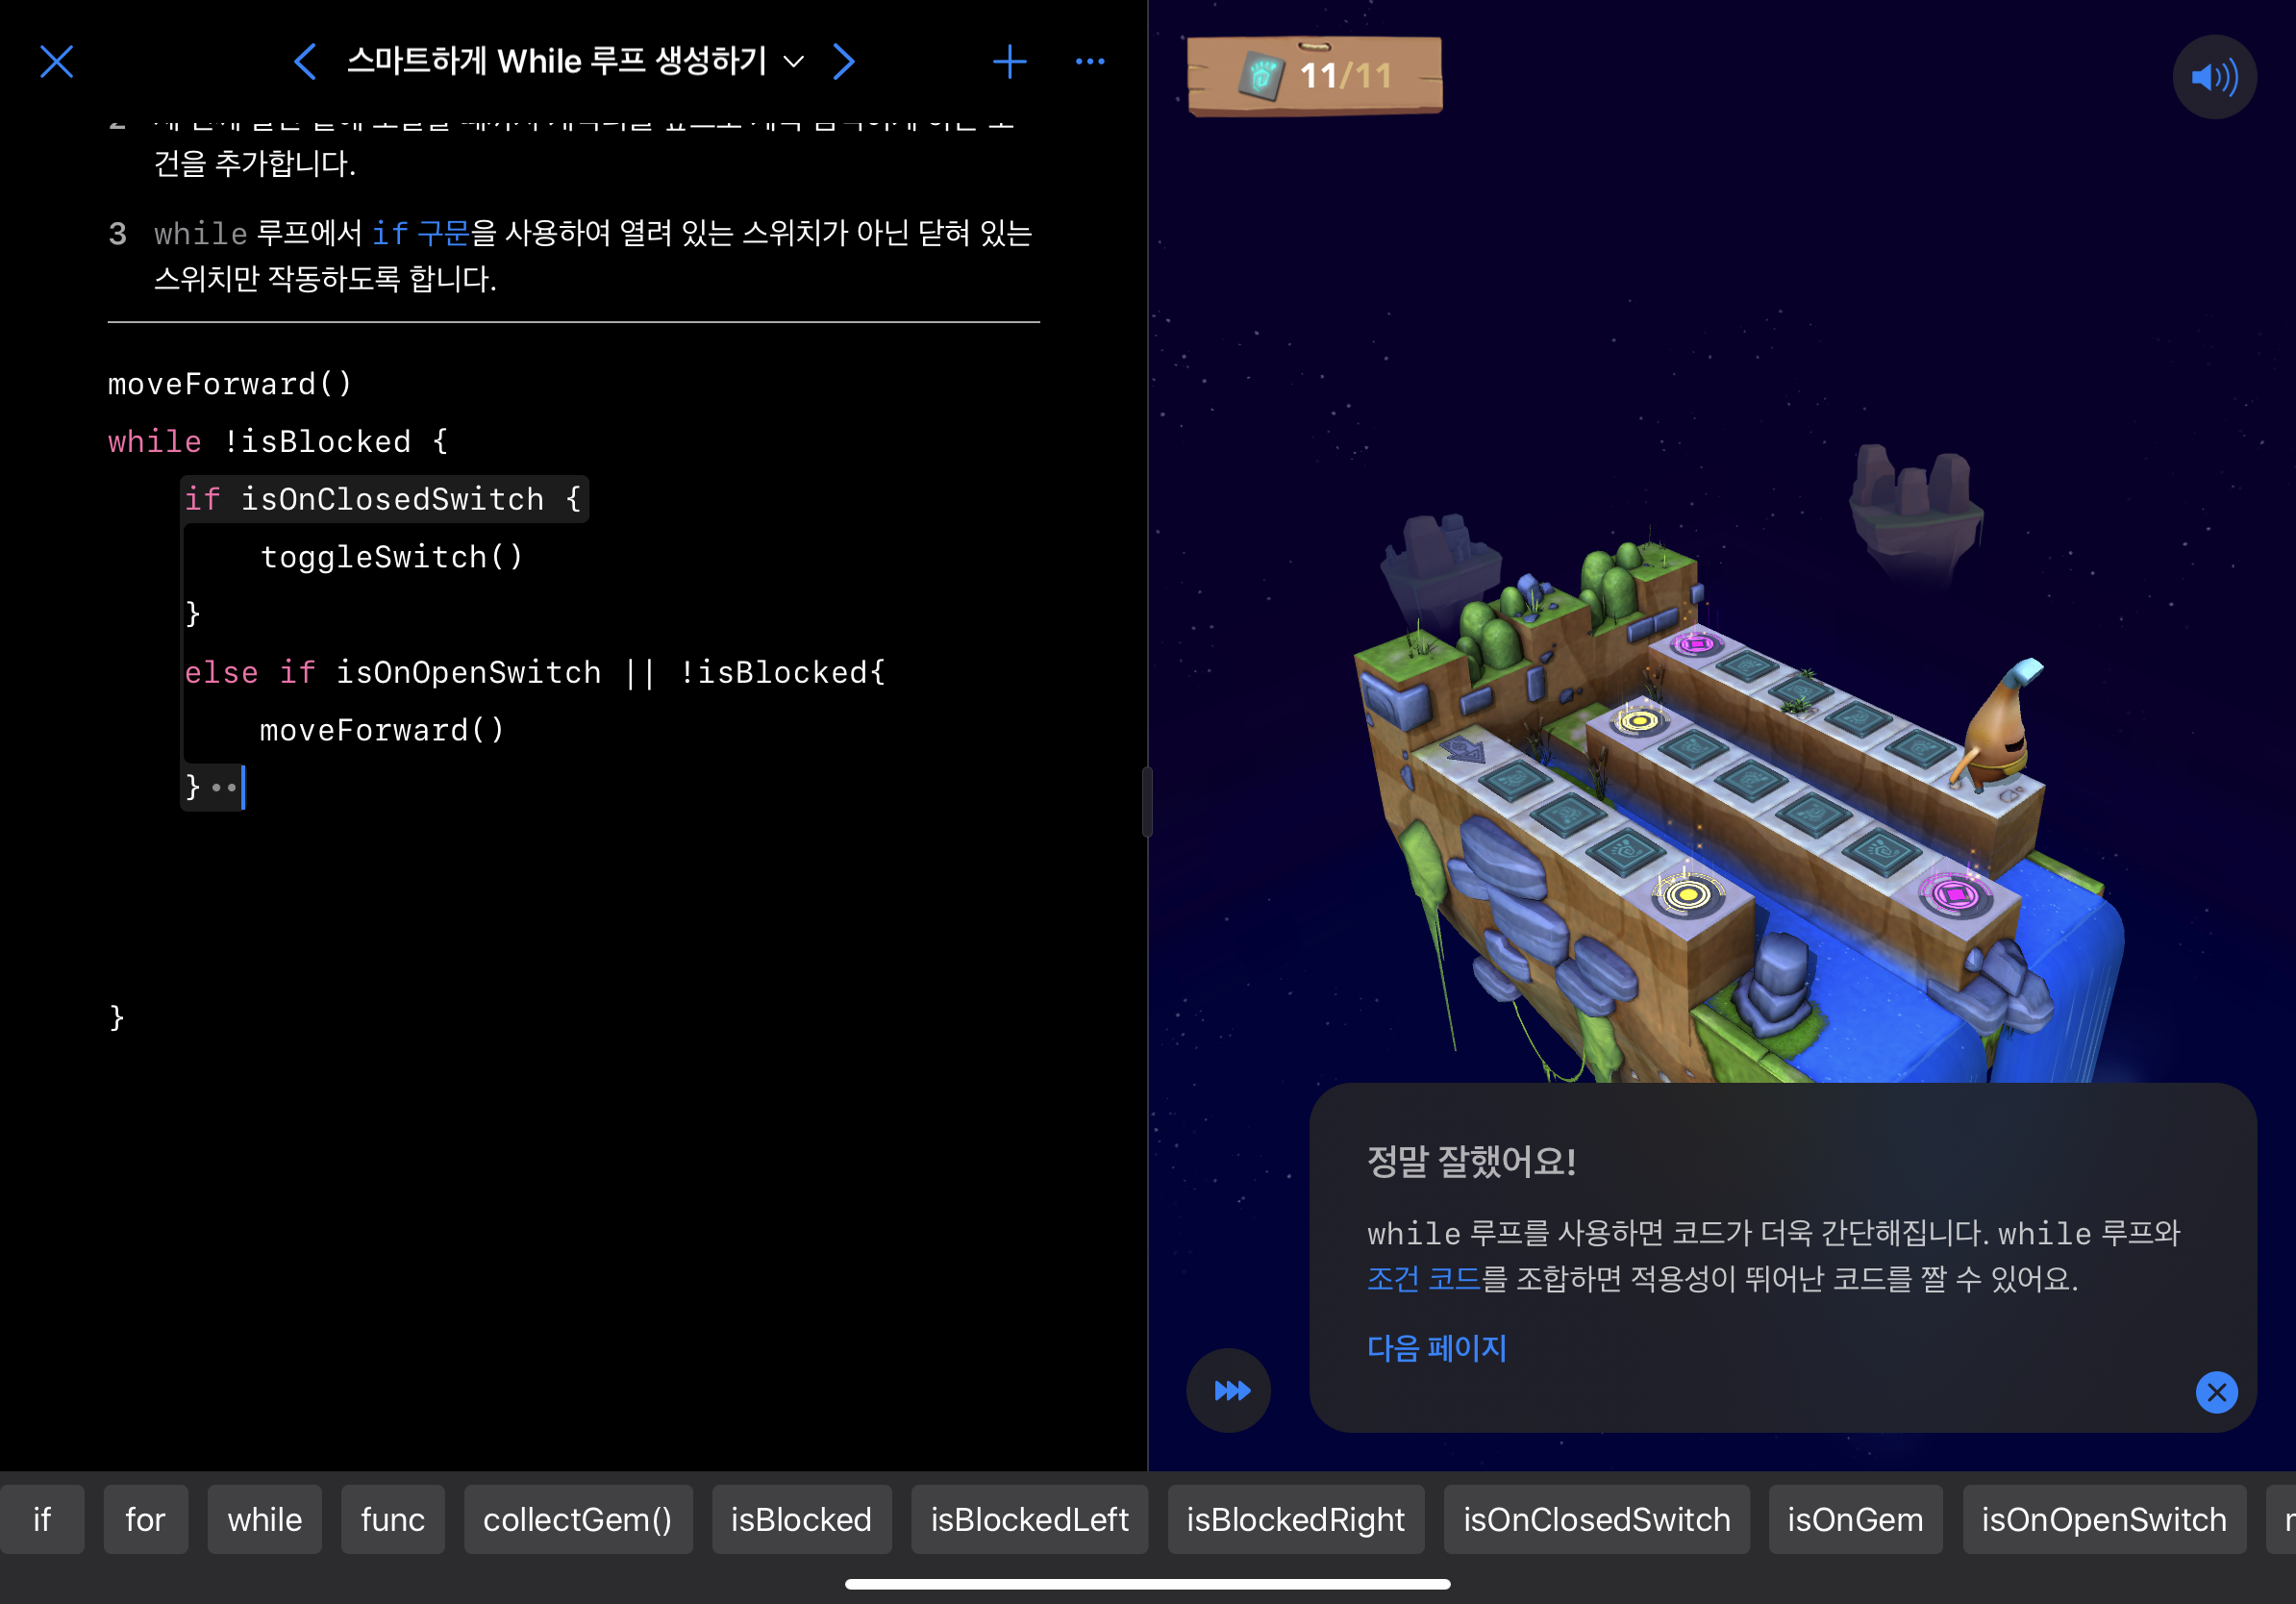 스마트하게 While 루프 생성하기
건을 추가합니다.
3 while 루프에서 if 구문을 사용하여 열려 있는 스위치가 아닌 닫혀 있는
스위치만 작동하도록 합니다.
moveForward()
while !isBlocked {
if isOnClosedSwitch {
toggleSwitch()
}
else if isOnOpenSwitch || !isBlocked{
moveForward()
}
}
11/11
정말 잘했어요!
while 루프를 사용하면 코드가 더욱 간단해집니다. while 루프와
조건 코드를 조합하면 적용성이 뛰어난 코드를 짤 수 있어요.
다음 페이지
if for while func collectGem() isBlocked isBlockedLeft isBlockedRight isOnClosedSwitch isOnGem isOnOpenSwitch